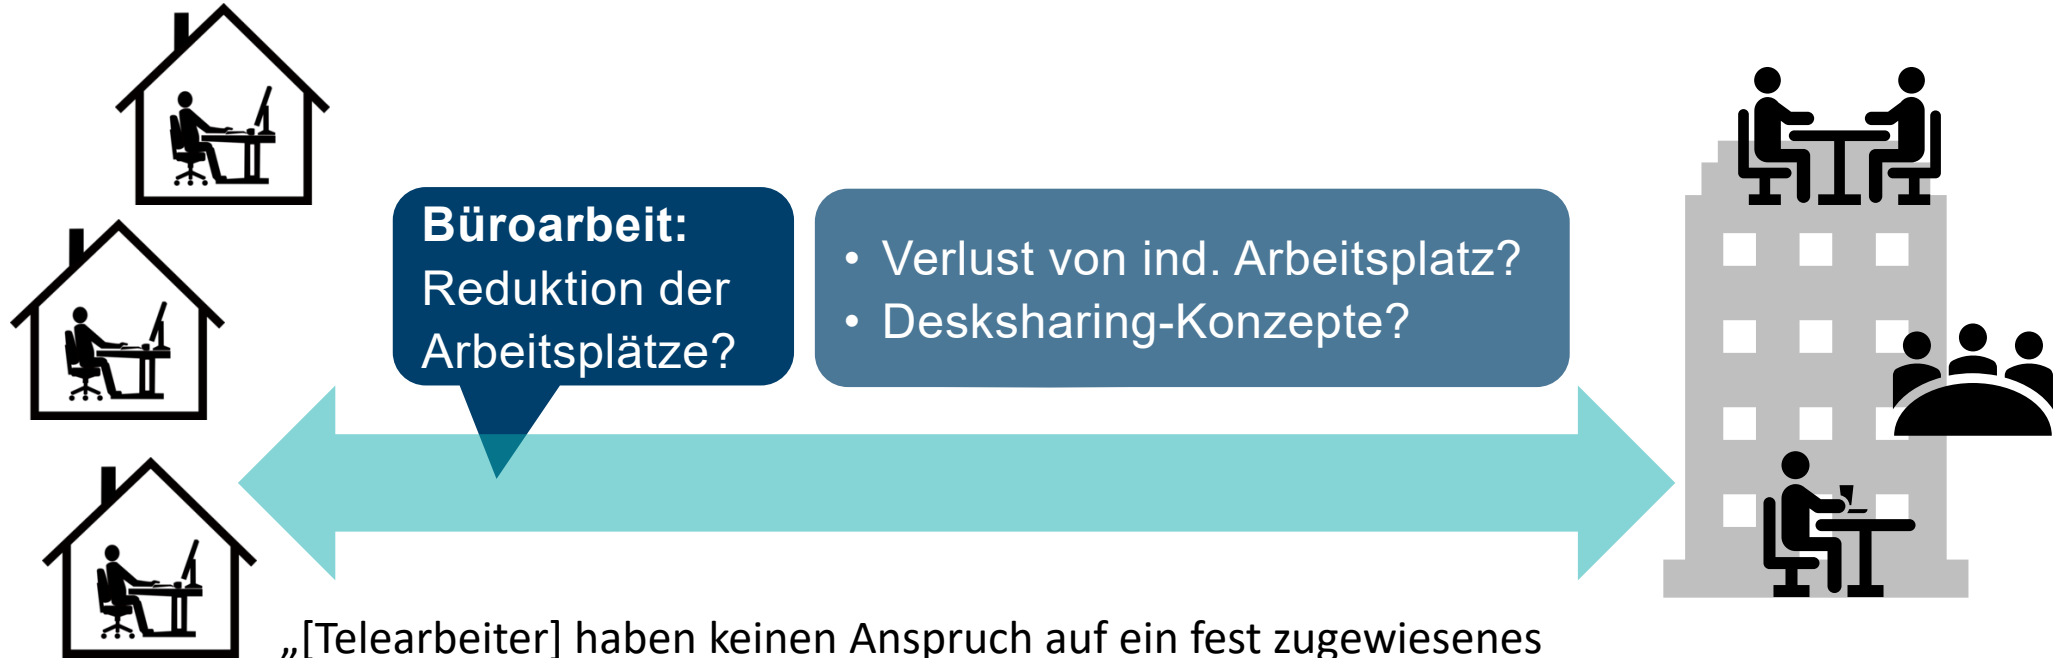 Büroarbeit:
Reduktion der
Arbeitsplätze?
• Verlust von ind. Arbeitsplatz?
• Desksharing-Konzepte?
„[Telearbeiter] haben keinen Anspruch auf ein fest zugewiesenes